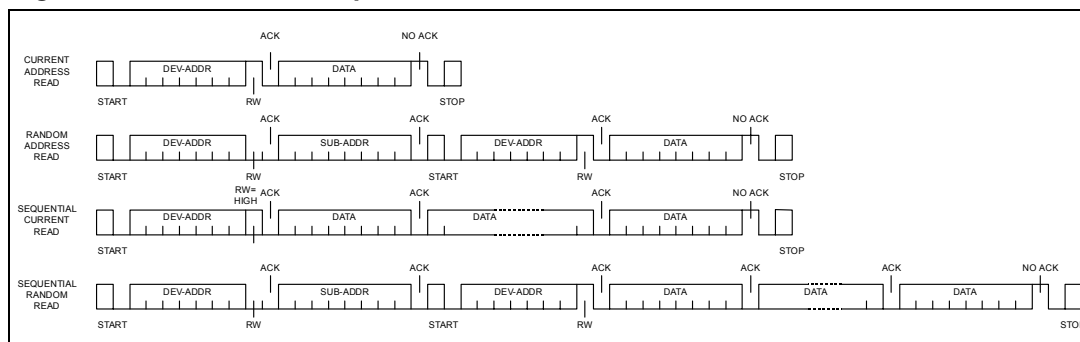 ACK NO ACK
CURRENT
ADDRESS
READ
DEV-ADDR DATA
START RW STOP
ACK ACK ACK NO ACK
RANDOM
ADDRESS
READ
DEV-ADDR SUB-ADDR DEV-ADDR DATA
START RW START RW STOP
RW=
HIGH
ACK ACK ACK NO ACK
SEQUENTIAL
CURRENT
READ
DEV-ADDR DATA DATA DATA
START STOP
ACK ACK ACK ACK ACK NO ACK
SEQUENTIAL
RANDOM
READ
DEV-ADDR SUB-ADDR DEV-ADDR DATA DATA DATA
START RW START RW